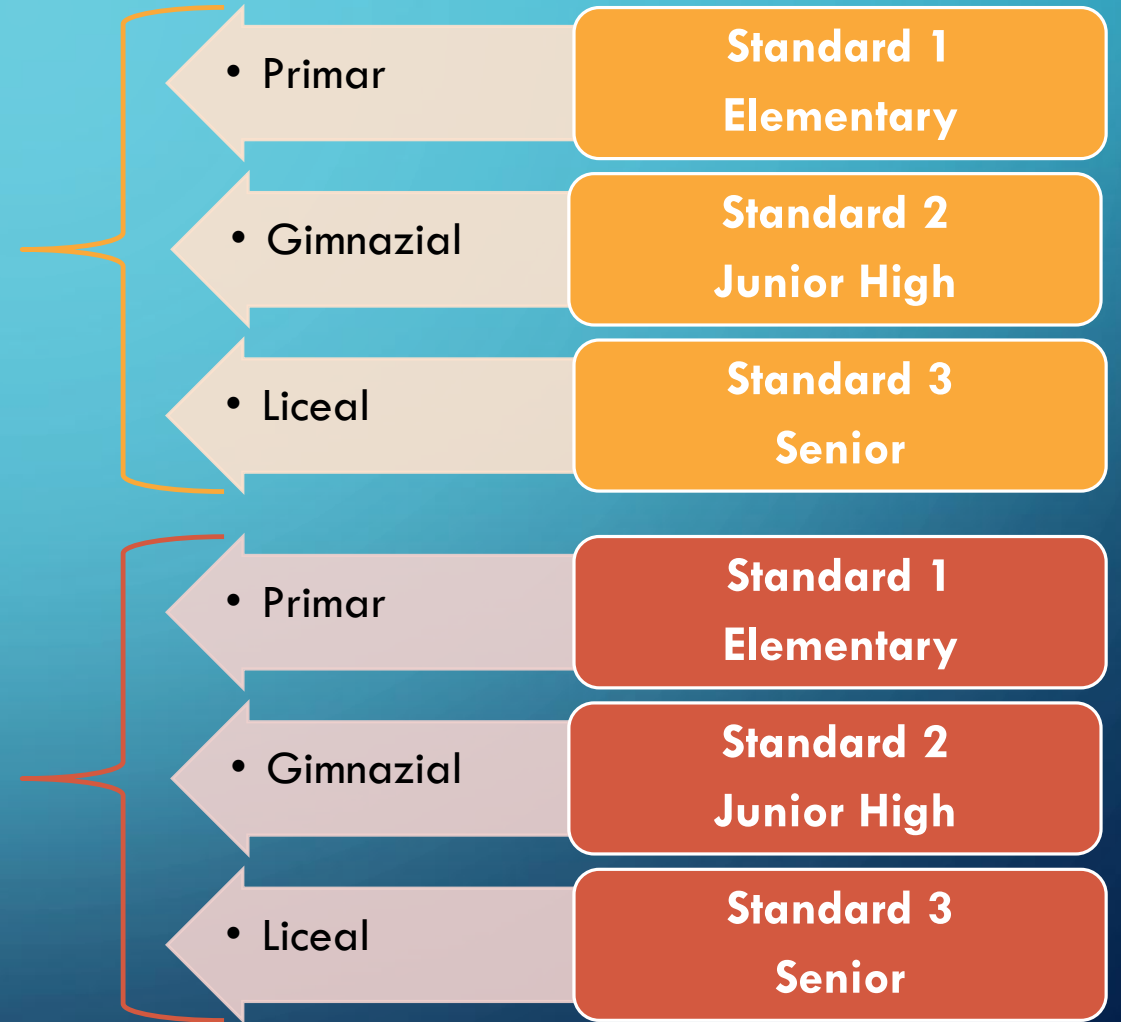 • Primar
Standard 1
Elementary
• Gimnazial
Standard 2
Junior High
• Liceal
Standard 3
Senior
• Primar
Standard 1
Elementary
• Gimnazial
Standard 2
Junior High
• Liceal
Standard 3
Senior